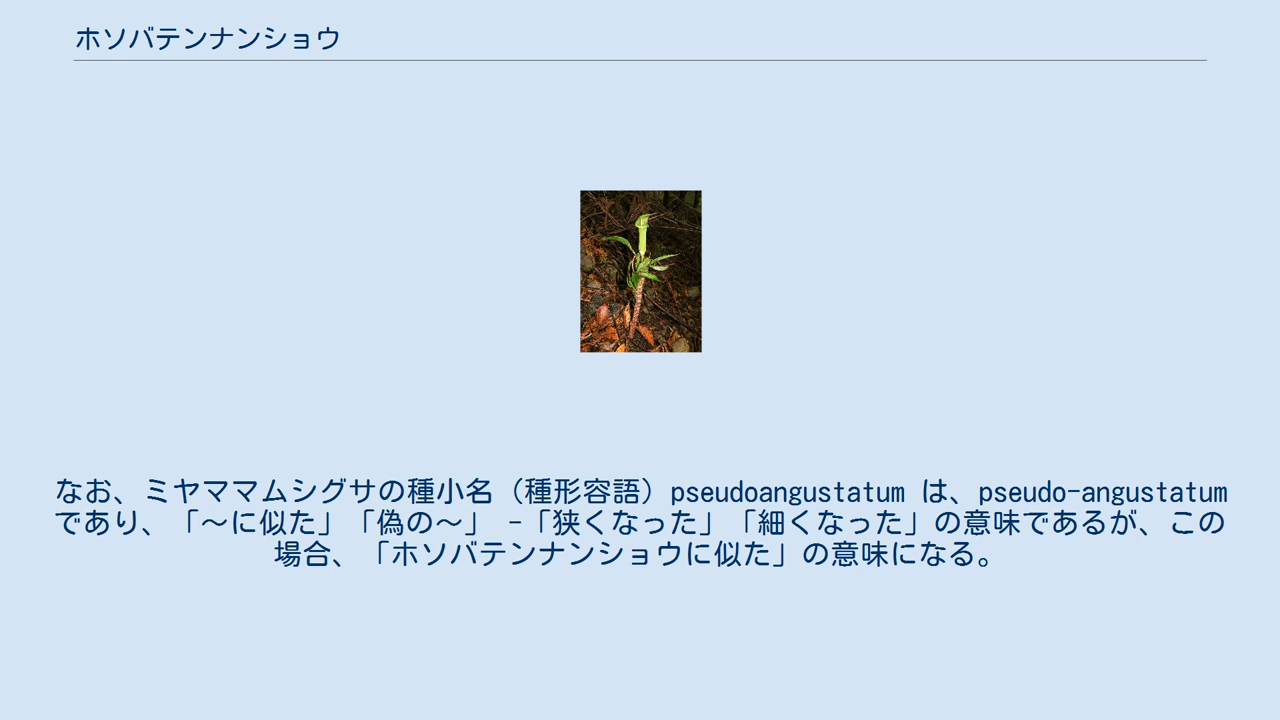 ホソバテンナンショウ
なお、ミヤママムシグサの種小名（種形容語）pseudoangustatum は、pseudo-angustatum
であり、「～に似た」「偽の～」 -「狭くなった」「細くなった」の意味であるが、この
場合、「ホソバテンナンショウに似た」の意味になる。